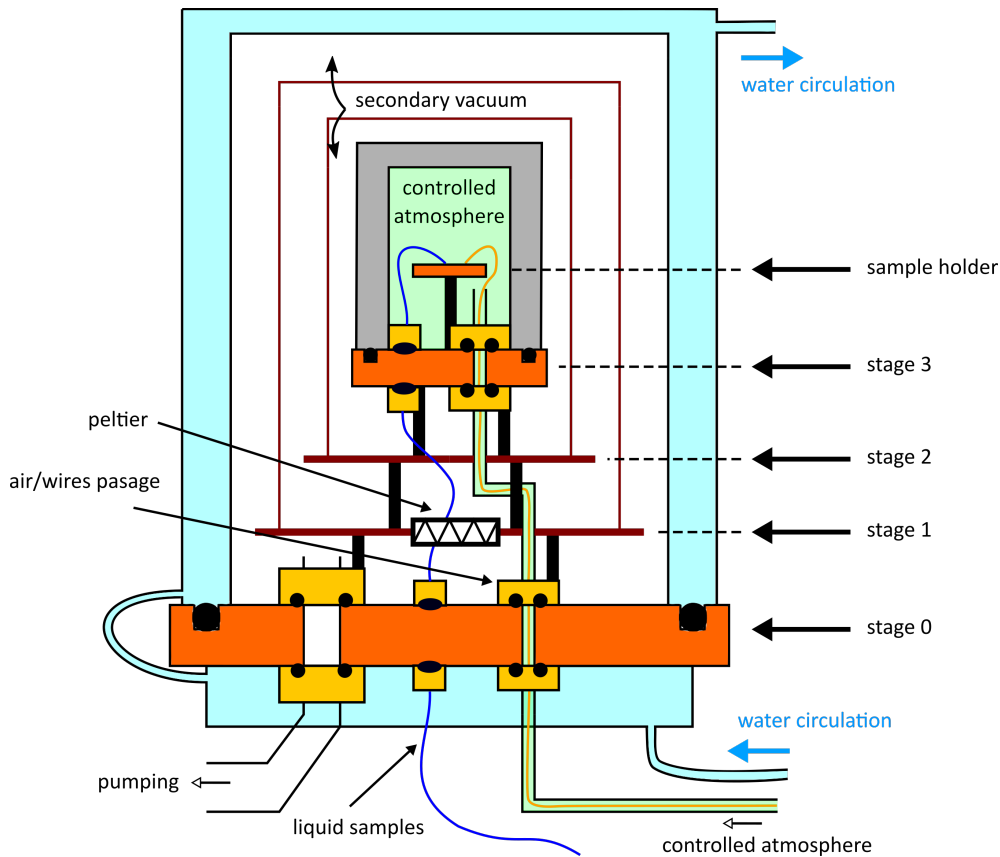 water circulation
secondary vacuum
controlled
atmosphere
sample holder
stage 3
peltier
stage 2
air/wires pasage
stage 1
stage 0
water circulation
pumping
liquid samples
controlled atmosphere